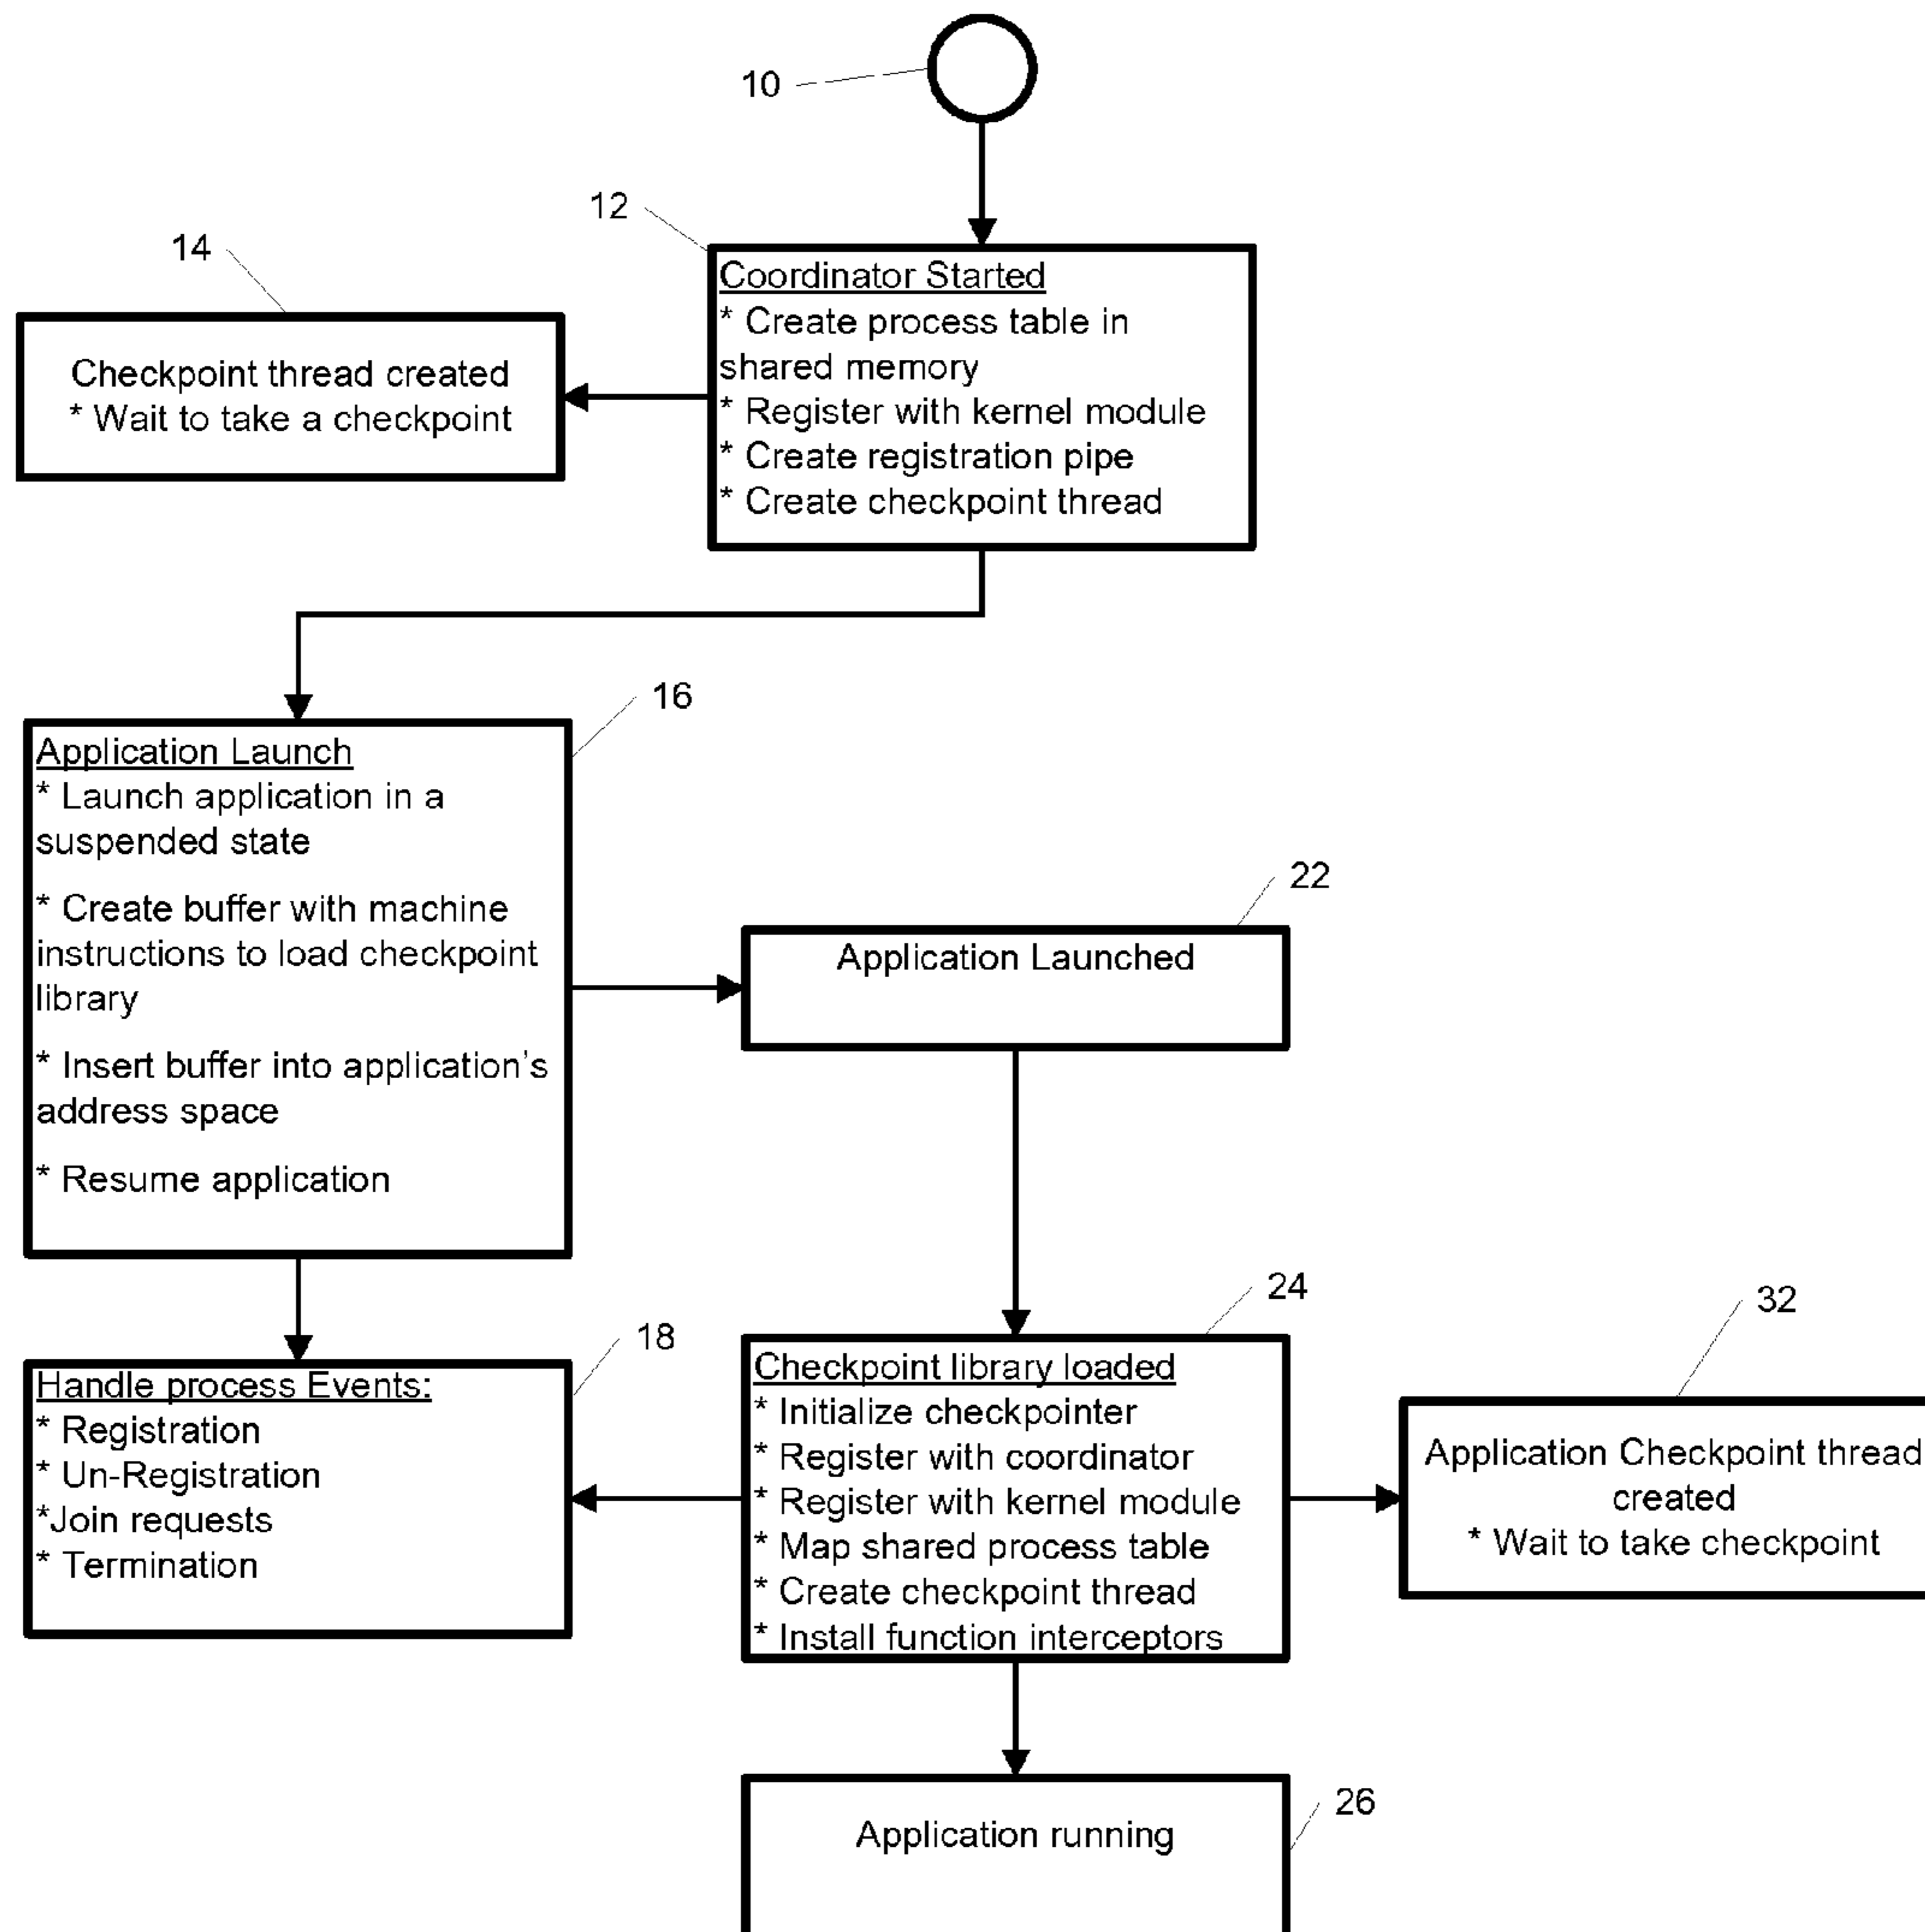 10
12
Coordinator Started
* Create process table in
shared memory
* Register with kernel module
* Create registration pipe
* Create checkpoint thread
14
Checkpoint thread created
* Wait to take a checkpoint
16
Application Launch
* Launch application in a
suspended state
* Create buffer with machine
instructions to load checkpoint
library
* Insert buffer into application's
address space
* Resume application
22
Application Launched
18
Handle process Events:
* Registration
* Un-Registration
*Join requests
* Termination
24
Checkpoint library loaded
* Initialize checkpointer
* Register with coordinator
* Register with kernel module
* Map shared process table
* Create checkpoint thread
* Install function interceptors
32
Application Checkpoint thread
created
* Wait to take checkpoint
26
Application running